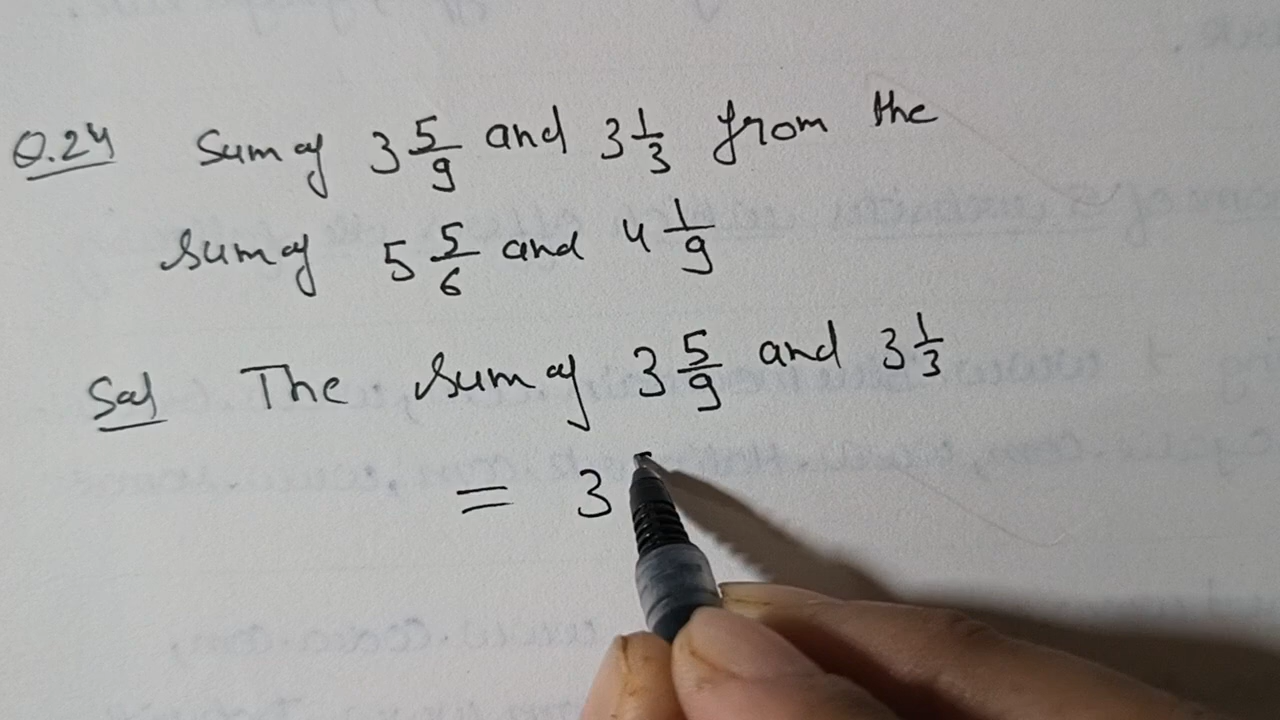 Q.24 Sum of 3 5/9 and 3 1/3 from the
sum of 5 5/6 and 4 1/9
Sol The sum of 3 5/9 and 3 1/3
= 3